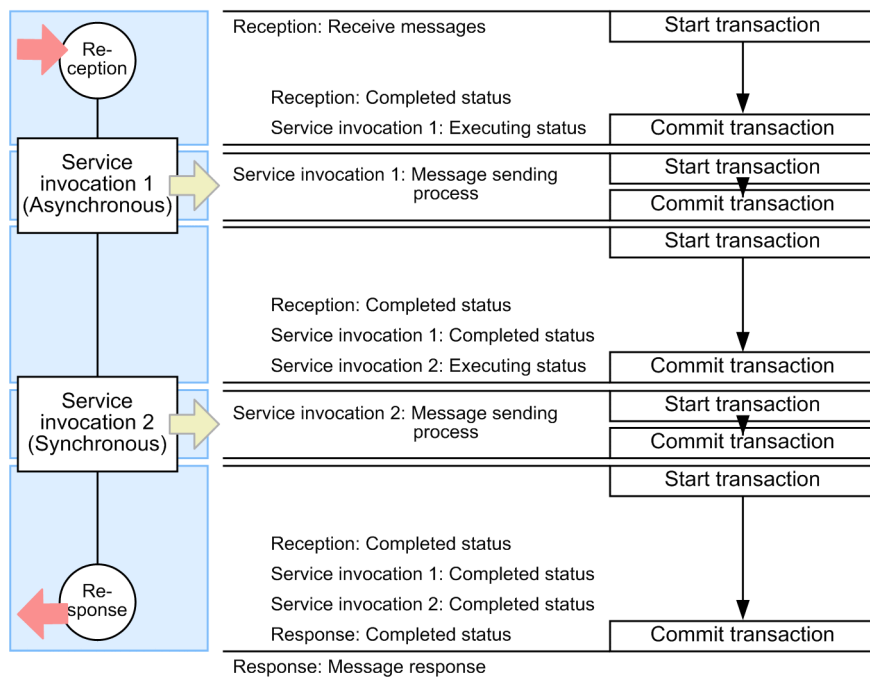 Re-
ception
Reception: Receive messages
Start transaction
Reception: Completed status
Service invocation 1: Executing status
Commit transaction
Service
invocation 1
(Asynchronous)
Service invocation 1: Message sending
process
Start transaction
Commit transaction
Start transaction
Reception: Completed status
Service invocation 1: Completed status
Service invocation 2: Executing status
Commit transaction
Service
invocation 2
(Synchronous)
Service invocation 2: Message sending
process
Start transaction
Commit transaction
Start transaction
Reception: Completed status
Service invocation 1: Completed status
Service invocation 2: Completed status
Response: Completed status
Commit transaction
Re-
sponse
Response: Message response